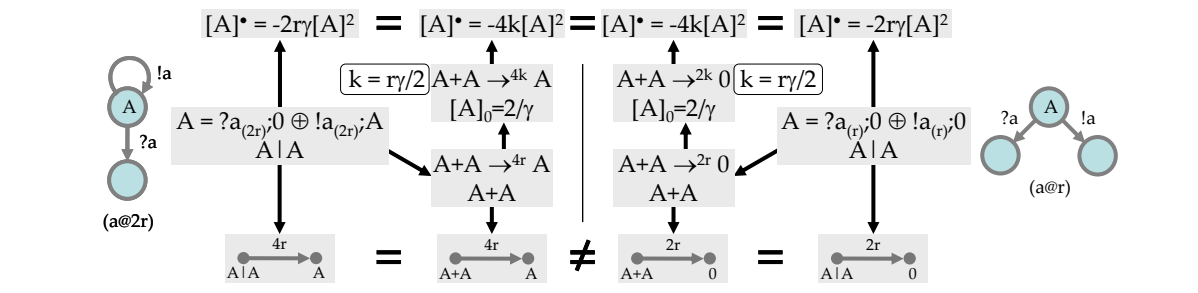 [A]• = -2rγ[A]² = [A]• = -4k[A]² = [A]• = -4k[A]² = [A]• = -2rγ[A]²
!a
A
?a
(a@2r)
k = rγ/2
A+A →⁴ᵏ A
[A]₀=2/γ
A+A →²ᵏ 0
[A]₀=2/γ
k = rγ/2
A = ?a₍₂ᵣ₎;0 ⊕ !a₍₂ᵣ₎;A
A | A
A+A →⁴ʳ A
A+A
A+A →²ʳ 0
A+A
A = ?a₍ᵣ₎;0 ⊕ !a₍ᵣ₎;0
A | A
A
?a !a
(a@r)
4r
A|A A
=
4r
A+A A
≠
2r
A+A 0
=
2r
A|A 0